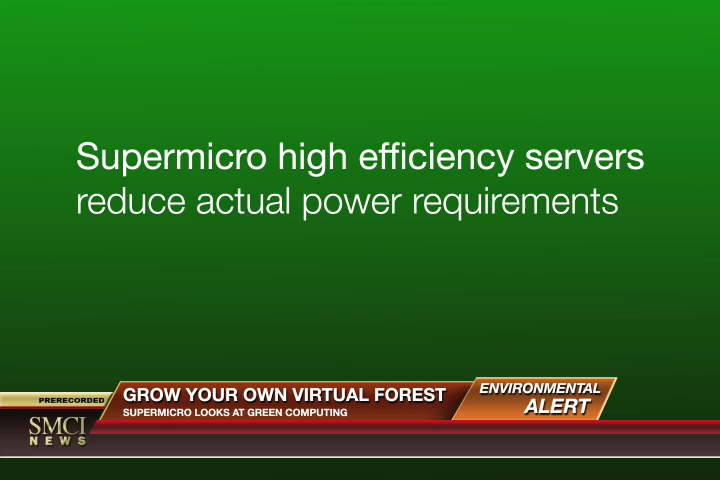 Supermicro high efficiency servers
reduce actual power requirements
PRERECORDED
GROW YOUR OWN VIRTUAL FOREST
SUPERMICRO LOOKS AT GREEN COMPUTING
ENVIRONMENTAL
ALERT
SMCI
NEWS